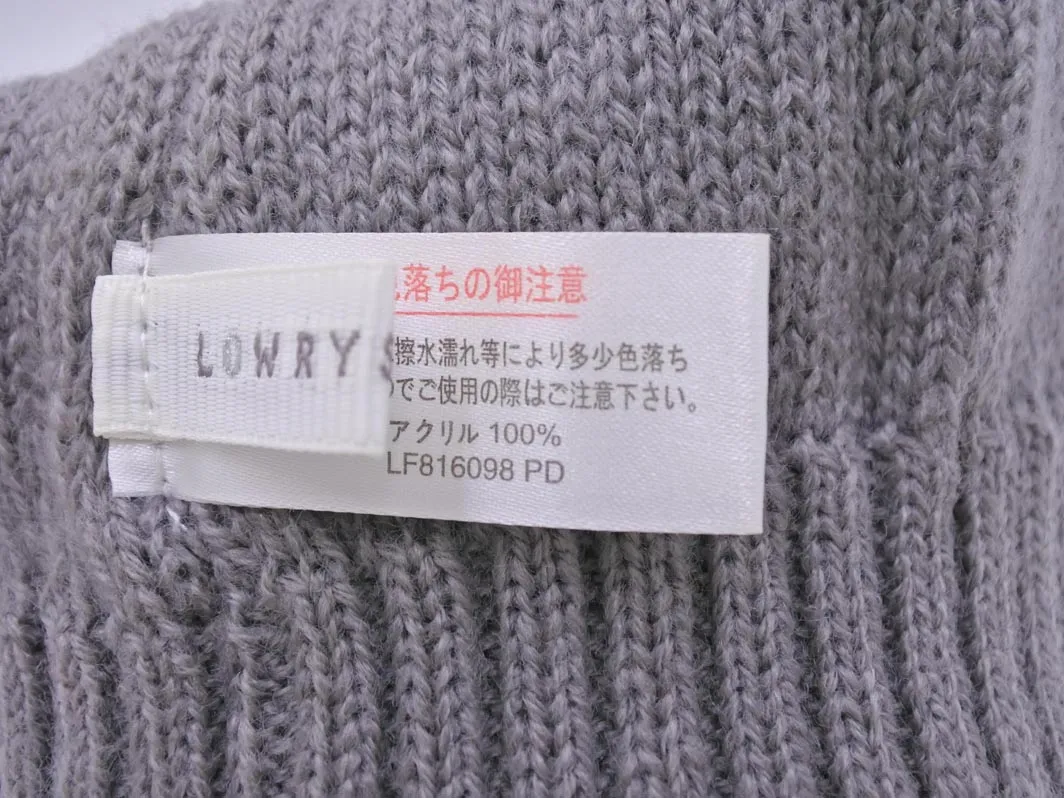 LOWRY
落ちの御注意
擦水濡れ等により多少色落ち
でご使用の際はご注意下さい。
アクリル 100%
LF816098 PD